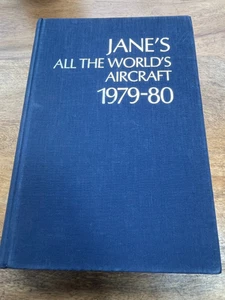 JANE'S
ALL THE WORLD'S
AIRCRAFT
1979-80